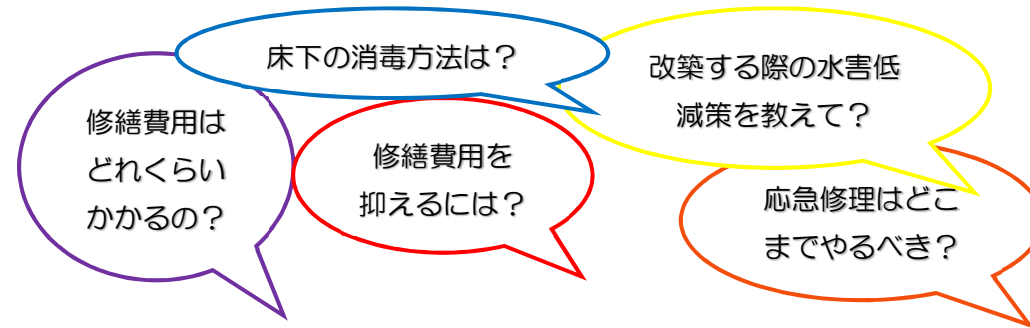 床下の消毒方法は？
修繕費用は
どれくらい
かかるの？
修繕費用を
抑えるには？
改築する際の水害低
減策を教えて？
応急修理はどこ
までやるべき？